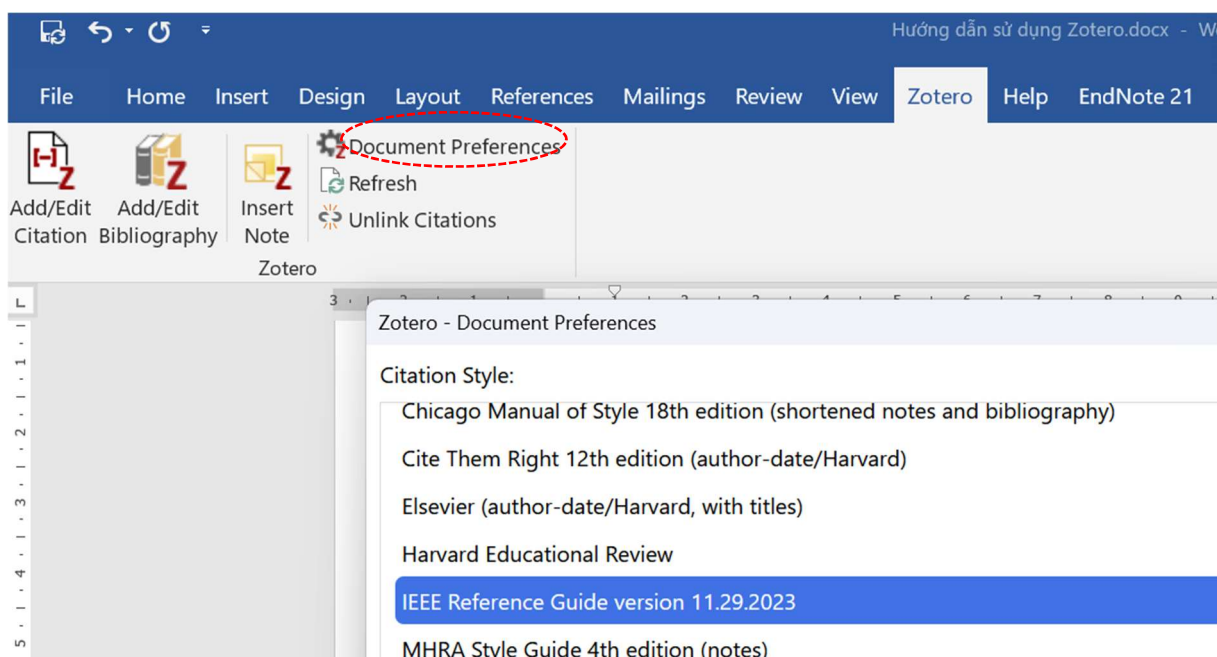 Hướng dẫn sử dụng Zotero.docx -
File Home Insert Design Layout References Mailings Review View Zotero Help EndNote 21
Document Preferences
Refresh
Unlink Citations
Add/Edit Citation
Add/Edit Bibliography
Insert Note
Zotero
Zotero - Document Preferences
Citation Style:
Chicago Manual of Style 18th edition (shortened notes and bibliography)
Cite Them Right 12th edition (author-date/Harvard)
Elsevier (author-date/Harvard, with titles)
Harvard Educational Review
IEEE Reference Guide version 11.29.2023
MHRA Style Guide 4th edition (notes)